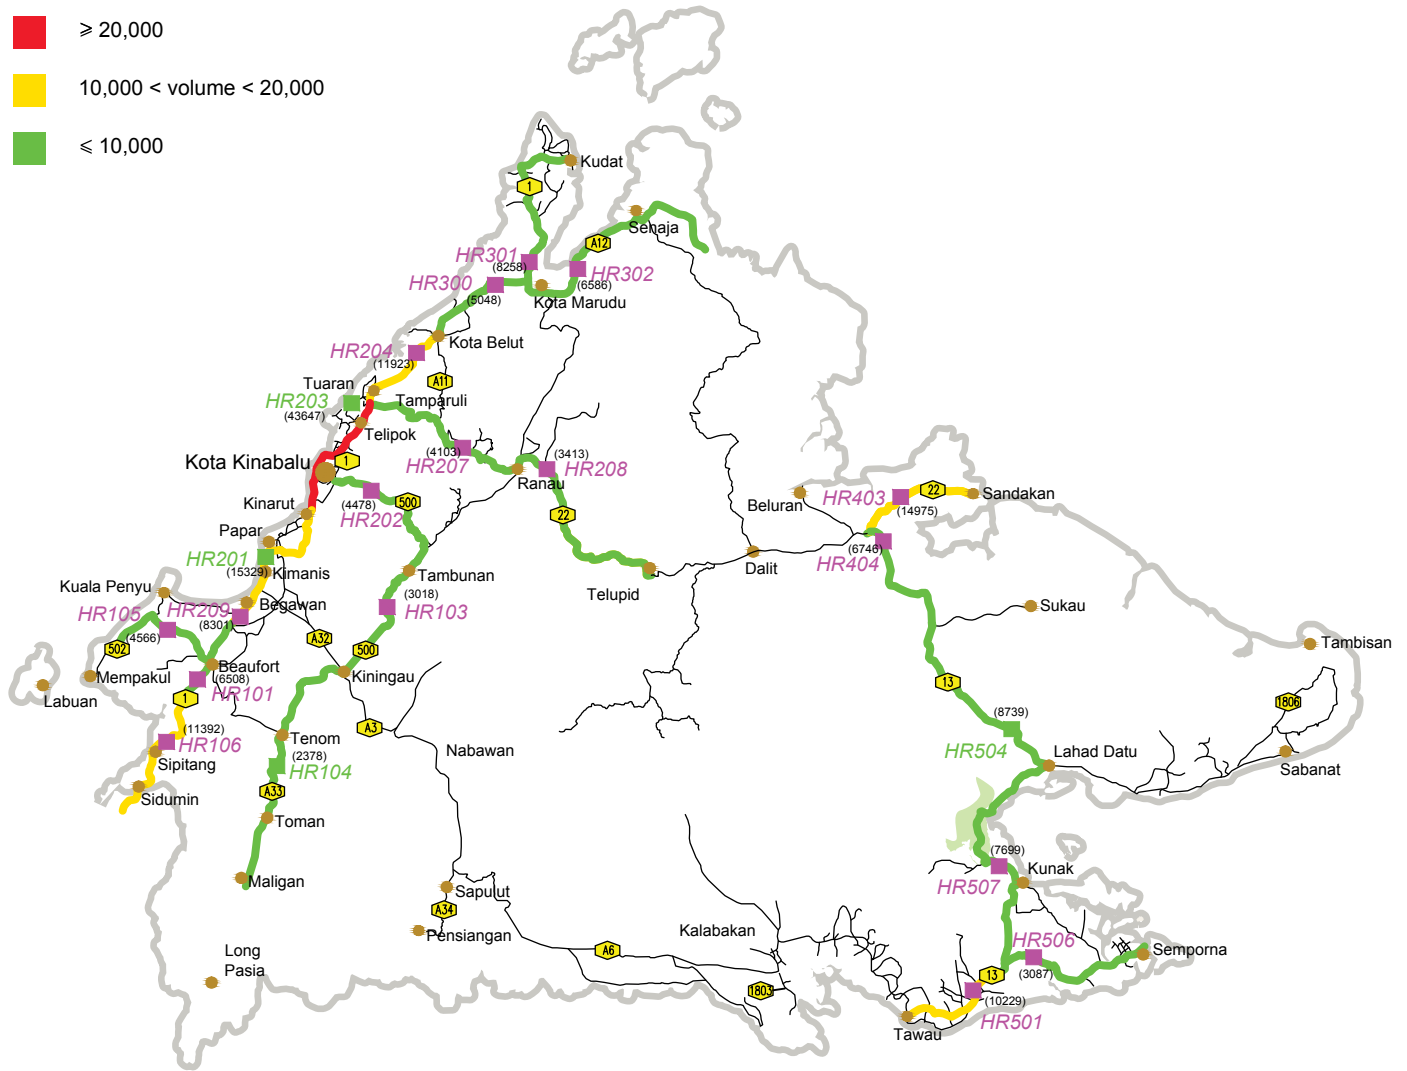 ⩾ 20,000
10,000 < volume < 20,000
⩽ 10,000
Kudat
1
Senaja
A12
HR301
(8258)
HR300
(5048)
HR302
(6586)
Kota Marudu
Kota Belut
HR204
(11923)
Tuaran
A11
HR203
(43647)
Tamparuli
Telipok
Kota Kinabalu
1
(4103)
HR207
(3413)
HR208
Ranau
Kinarut
(4478)
HR202
500
22
Papar
HR201
(15329)
Kimanis
Beluran
HR403
(14975)
22
Sandakan
(6746)
HR404
Dalit
Telupid
Tambunan
(3018)
HR103
Kuala Penyu
Begawan
HR105
(4566)
HR209
(8301)
502
A32
500
Sukau
Tambisan
Mempakul
Labuan
Beaufort
(6508)
HR101
1
Kiningau
13
1806
(11392)
HR106
Sipitang
Sidumin
A3
Nabawan
Tenom
(2378)
HR104
A33
Toman
Maligan
(8739)
HR504
Lahad Datu
Sabanat
(7699)
HR507
Kunak
Sapulut
A34
Pensiangan
Kalabakan
A6
1803
Long
Pasia
HR506
(3087)
Semporna
13
(10229)
HR501
Tawau